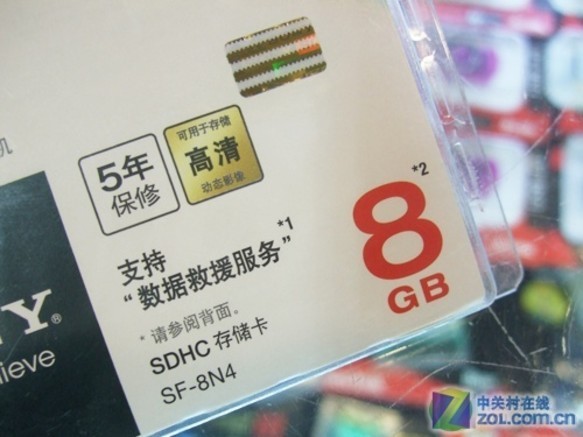 机
5年
保修
可用于存储
高清
动态影像
支持
“数据救援服务”*1
* 请参阅背面。
SDHC 存储卡
SF-8N4
8*2
GB
NY®
hieve
中关村在线
ZOL.COM.CN